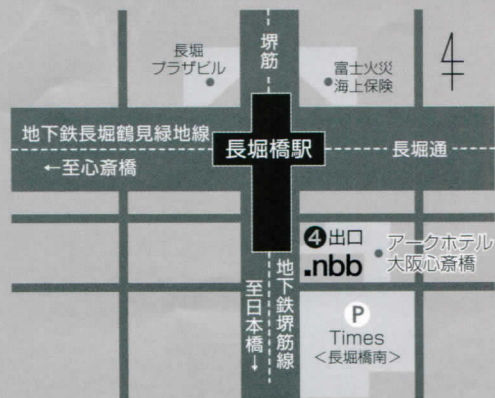 長堀
プラザビル
堺筋
富士火災
海上保険
地下鉄長堀鶴見緑地線
←至心斎橋
長堀橋駅
長堀通
❹出口
.nbb
アークホテル
大阪心斎橋
地下鉄堺筋線
至日本橋→
P
Times
<長堀橋南>